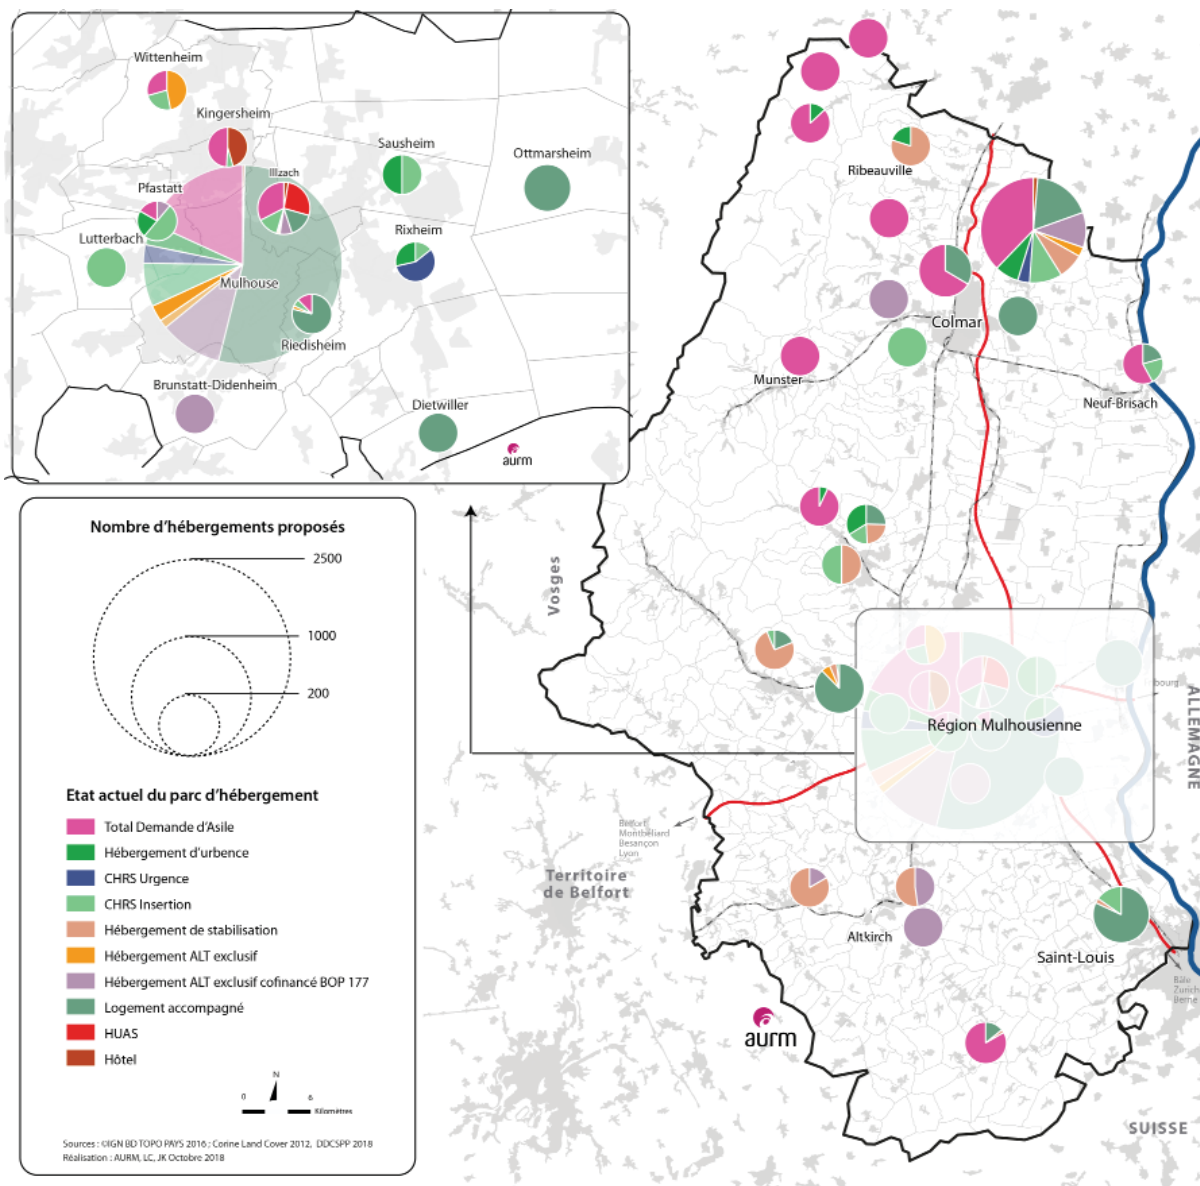 Wittenheim
Kingersheim
Sausheim
Ottmarsheim
Illzach
Pfastatt
Rixheim
Lutterbach
Mulhouse
Riedisheim
Brunstatt-Didenheim
Dietwiller
aurm
Ribeauville
Colmar
Munster
Neuf-Brisach
Vosges
Région Mulhousienne
ALLEMAGNE
Belfort
Montbéliard
Besançon
Lyon
Territoire
de Belfort
Altkirch
Saint-Louis
Bâle
Zurich
Berne
aurm
SUISSE
Nombre d'hébergements proposés
2500
1000
200
Etat actuel du parc d'hébergement
Total Demande d'Asile
Hébergement d'urbence
CHRS Urgence
CHRS Insertion
Hébergement de stabilisation
Hébergement ALT exclusif
Hébergement ALT exclusif cofinancé BOP 177
Logement accompagné
HUAS
Hôtel
N
0 6
Kilomètres
Sources : ©IGN BD TOPO PAYS 2016 ; Corine Land Cover 2012, DDCSPP 2018
Réalisation : AURM, LC, JK Octobre 2018